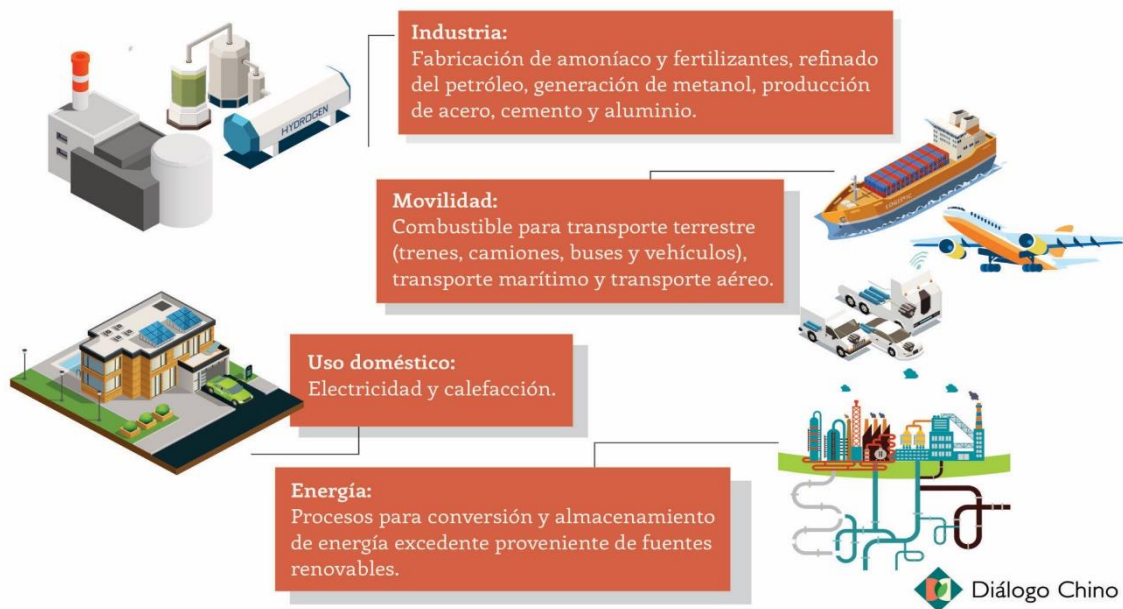 Industria:
Fabricación de amoníaco y fertilizantes, refinado
del petróleo, generación de metanol, producción
de acero, cemento y aluminio.
HYDROGEN
Movilidad:
Combustible para transporte terrestre
(trenes, camiones, buses y vehículos),
transporte marítimo y transporte aéreo.
Uso doméstico:
Electricidad y calefacción.
Energía:
Procesos para conversión y almacenamiento
de energía excedente proveniente de fuentes
renovables.
Diálogo Chino